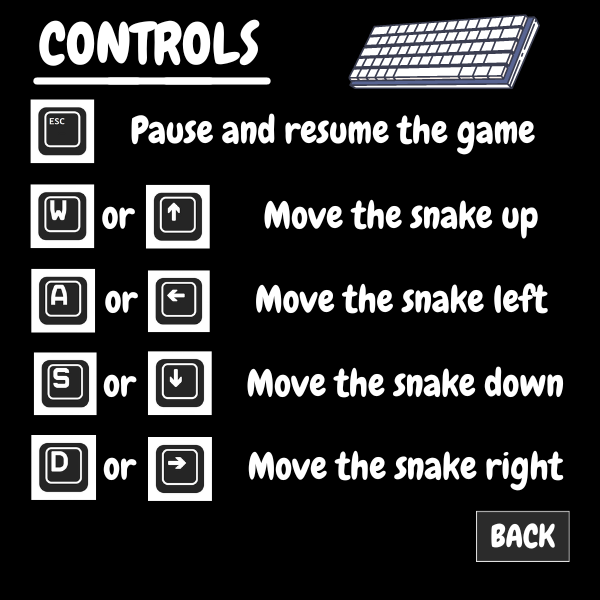 CONTROLS
ESC Pause and resume the game
W or ↑ Move the snake up
A or ← Move the snake left
S or ↓ Move the snake down
D or → Move the snake right
BACK